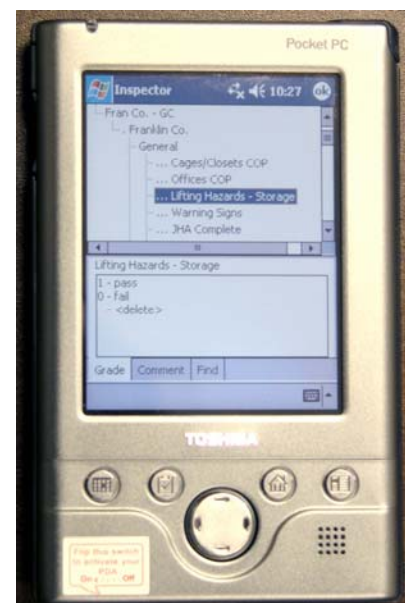 Pocket PC
Inspector 10:27 ok
Fran Co. - GC
. Franklin Co.
General
... Cages/Closets COP
... Offices COP
... Lifting Hazards - Storage
... Warning Signs
... JHA Complete
Lifting Hazards - Storage
1 - pass
0 - fail
- <delete>
Grade Comment Find
TOSHIBA
Flip this switch
to activate your
PDA
On Off